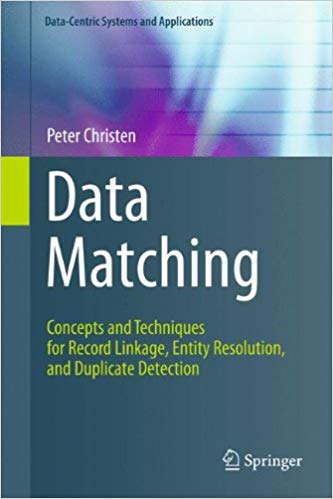 Data-Centric Systems and Applications
Peter Christen
Data
Matching
Concepts and Techniques
for Record Linkage, Entity Resolution,
and Duplicate Detection
Springer